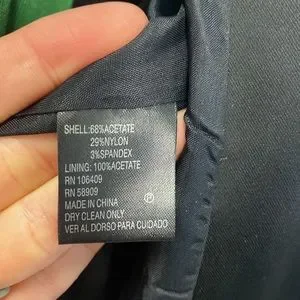 SHELL:68%ACETATE
29%NYLON
3%SPANDEX
LINING: 100%ACETATE
RN 106409
RN 58909
MADE IN CHINA
DRY CLEAN ONLY
VER AL DORSO PARA CUIDADO
P